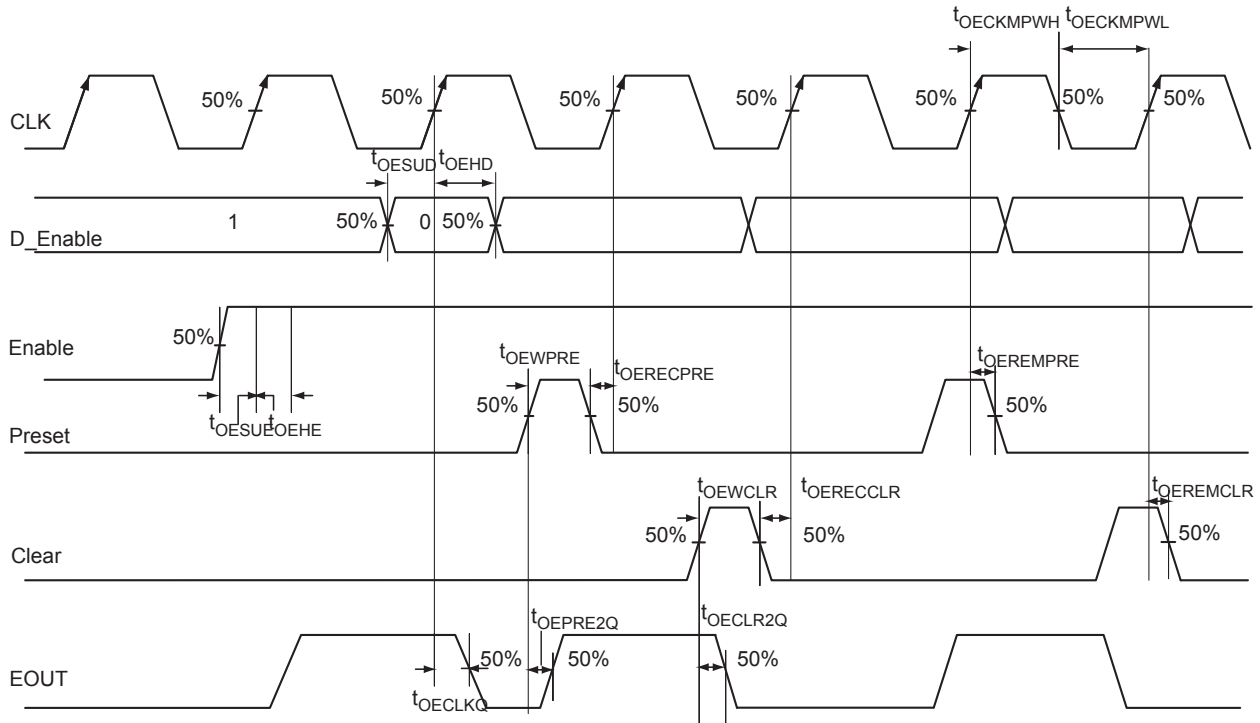 tOECKMPWH tOECKMPWL
CLK 50% 50% 50% 50% 50% 50% 50%
tOESUD tOEHD
D_Enable 1 50% 0 50%
Enable 50%
tOESUE tOEHE
tOEWPRE tOERECPRE tOEREMPRE
Preset 50% 50% 50%
tOEWCLR tOERECCLR tOEREMCLR
Clear 50% 50% 50%
tOEPRE2Q tOECLR2Q
EOUT 50% 50% 50%
tOECLKQ